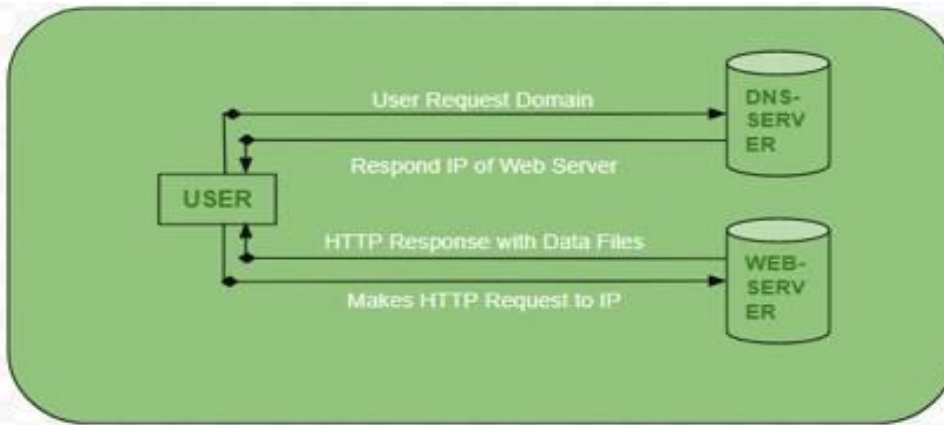 User Request Domain
DNS-
SERV
ER
Respond IP of Web Server
USER
HTTP Response with Data Files
WEB-
SERV
ER
Makes HTTP Request to IP